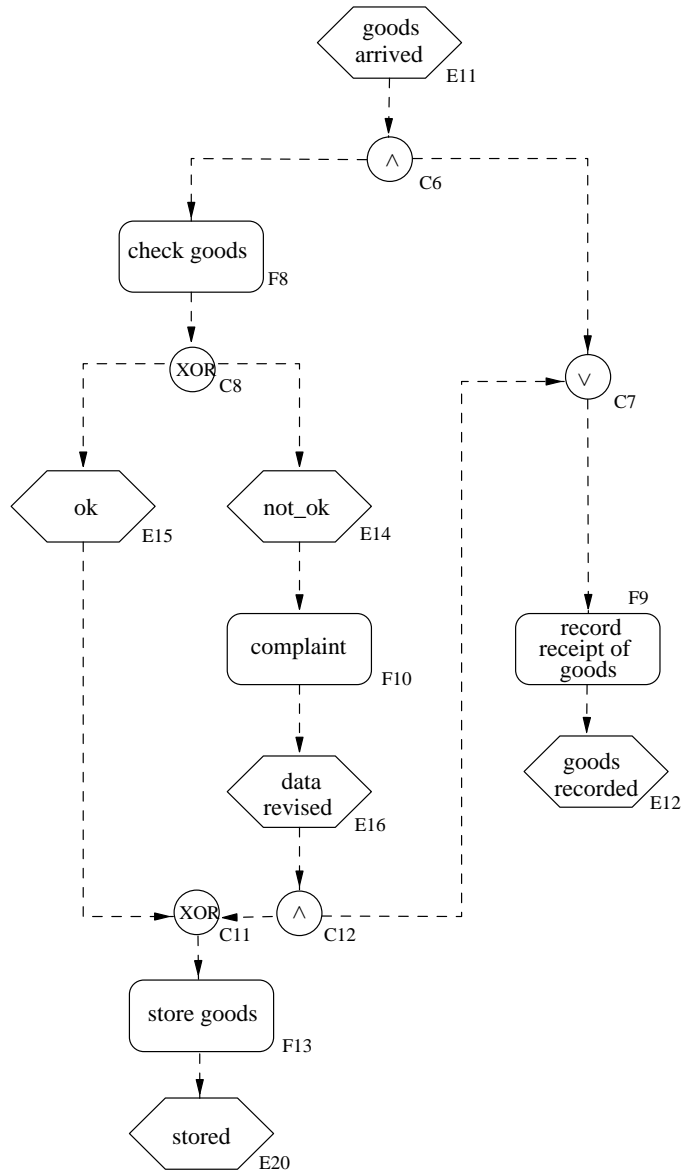 goods
arrived
E11
∧
C6
check goods
F8
XOR
C8
∨
C7
ok
E15
not_ok
E14
F9
complaint
F10
record
receipt of
goods
data
revised
E16
goods
recorded
E12
XOR
C11
∧
C12
store goods
F13
stored
E20